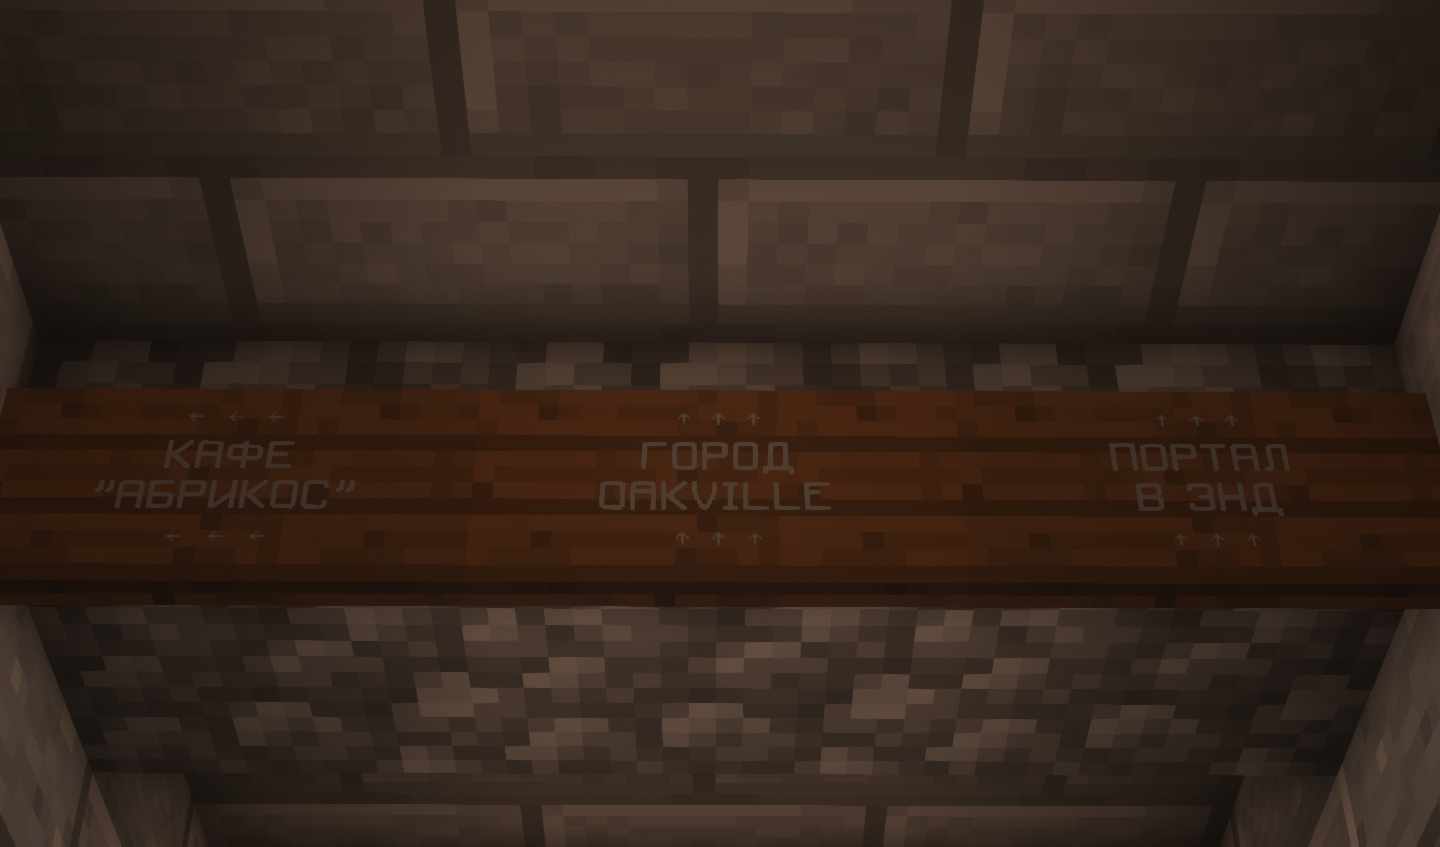 ← ← ←
КАФЕ
"АБРИКОС"
← ← ←
↑ ↑ ↑
ГОРОД
OAKVILLE
↑ ↑ ↑
↑ ↑ ↑
ПОРТАЛ
В ЭНД
↑ ↑ ↑